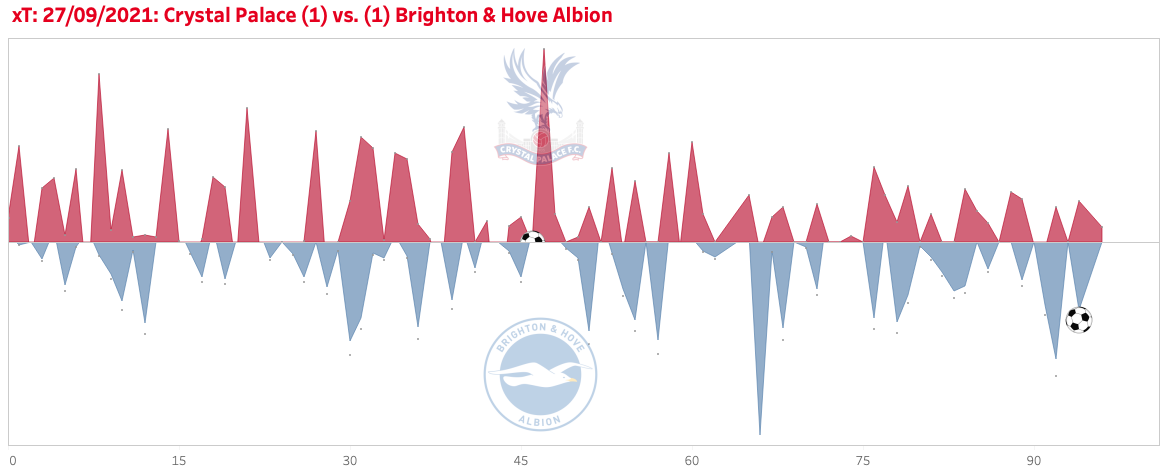 xT: 27/09/2021: Crystal Palace (1) vs. (1) Brighton & Hove Albion
CRYSTAL PALACE F.C.
BRIGHTON & HOVE
ALBION
0 15 30 45 60 75 90